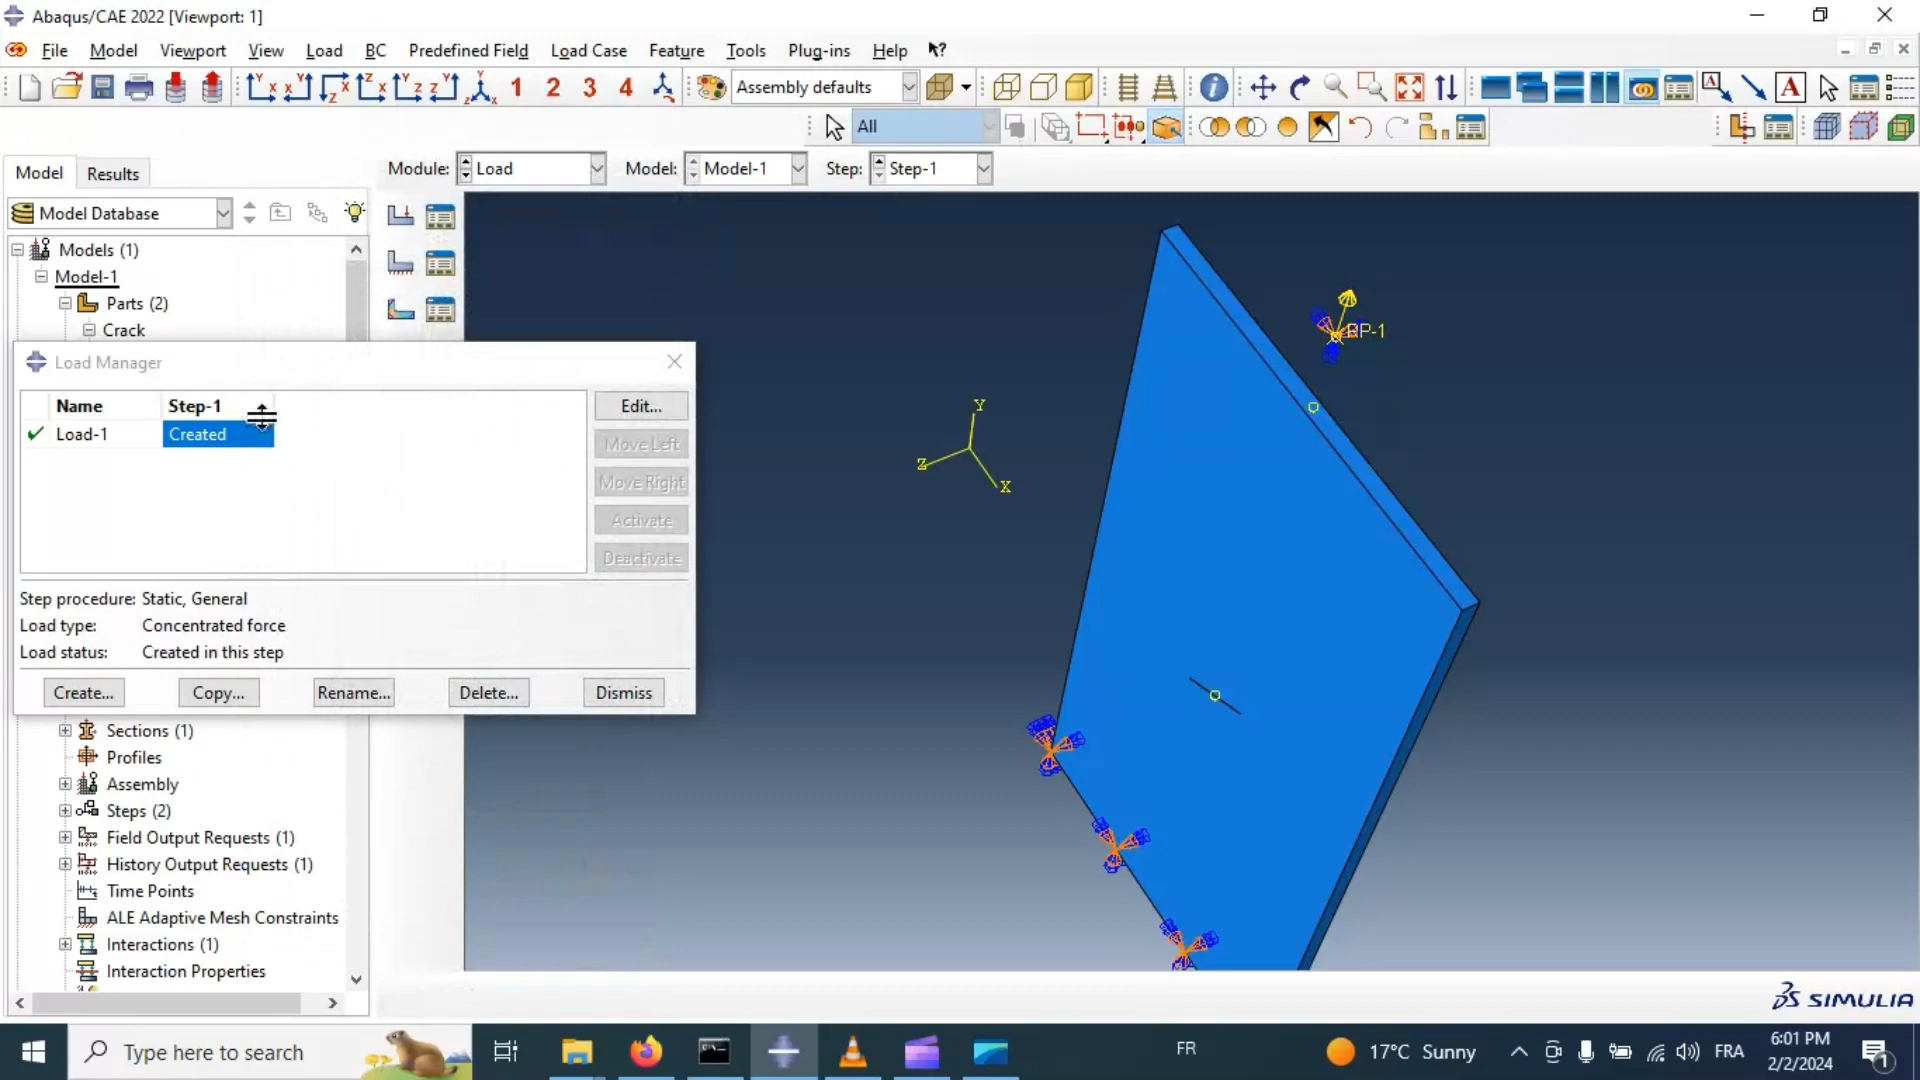 Abaqus/CAE 2022 [Viewport: 1]
File Model Viewport View Load BC Predefined Field Load Case Feature Tools Plug-ins Help
1 2 3 4 Assembly defaults
All
Module: Load Model: Model-1 Step: Step-1
Model Results
Model Database
Models (1)
Model-1
Parts (2)
Crack
Load Manager
Name Step-1
Load-1 Created
Edit...
Move Left
Move Right
Activate
Deactivate
Step procedure: Static, General
Load type: Concentrated force
Load status: Created in this step
Create... Copy... Rename... Delete... Dismiss
Sections (1)
Profiles
Assembly
Steps (2)
Field Output Requests (1)
History Output Requests (1)
Time Points
ALE Adaptive Mesh Constraints
Interactions (1)
Interaction Properties
RP-1
Y
Z
X
SIMULIA
Type here to search
FR
17°C Sunny
FRA
6:01 PM
2/2/2024
1